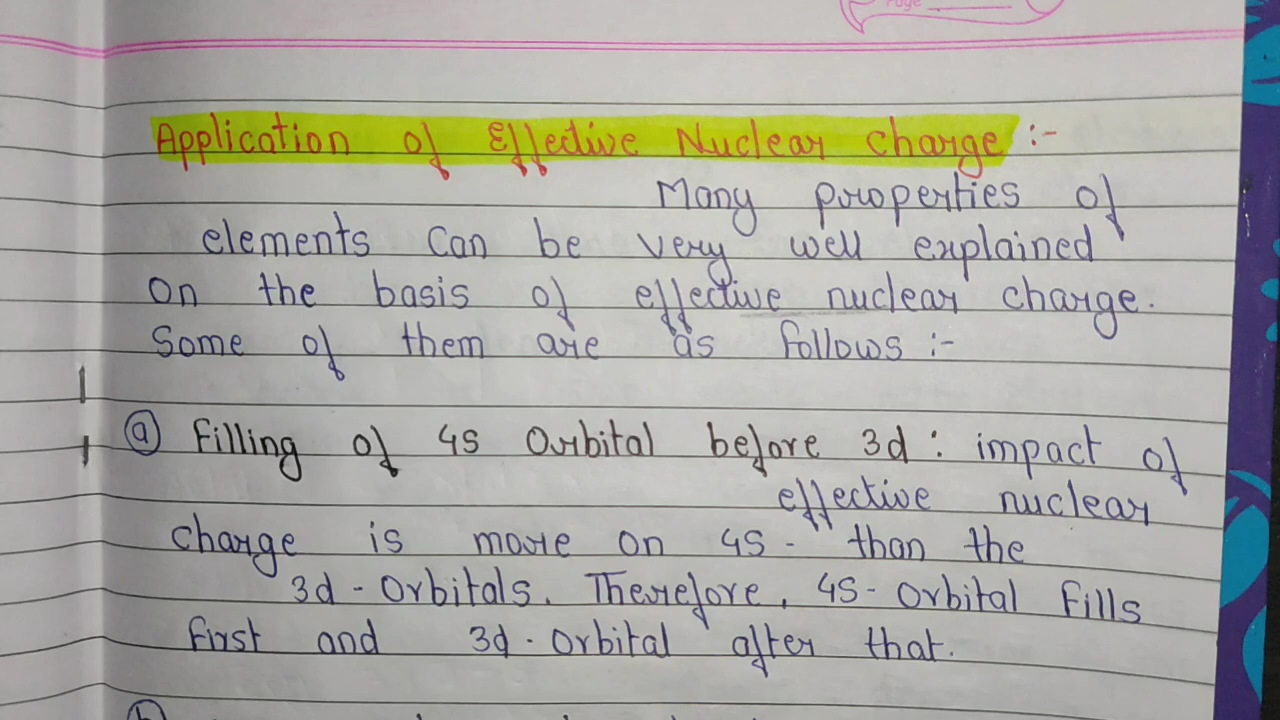 Page
Application of Effective Nuclear charge :-
Many properties of
elements can be very well explained
on the basis of effective nuclear charge.
Some of them are as follows :-
(a) Filling of 4s Orbital before 3d : impact of
effective nuclear
charge is more on 4s - than the
3d - Orbitals. Therefore, 4s - Orbital fills
first and 3d - orbital after that.